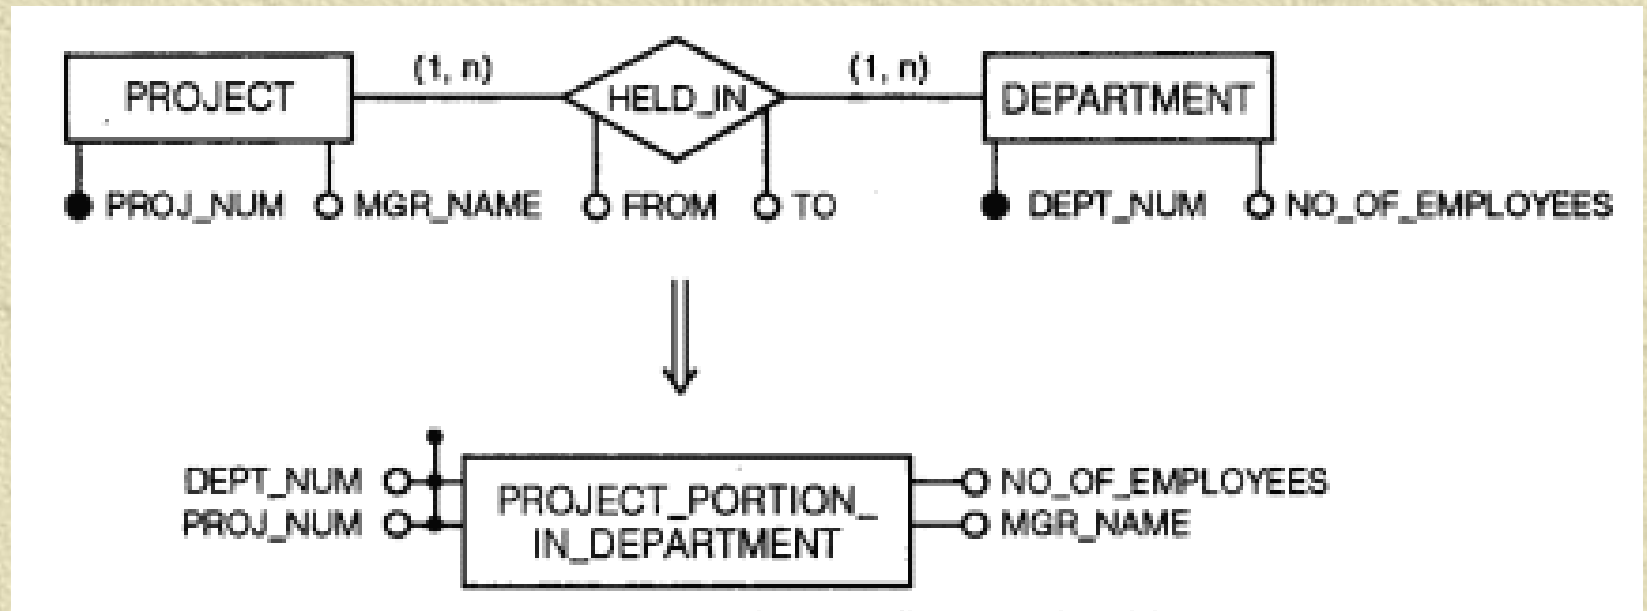 (1, n) (1, n)
PROJECT HELD_IN DEPARTMENT
PROJ_NUM MGR_NAME FROM TO DEPT_NUM NO_OF_EMPLOYEES
DEPT_NUM NO_OF_EMPLOYEES
PROJECT_PORTION_
PROJ_NUM MGR_NAME
IN_DEPARTMENT